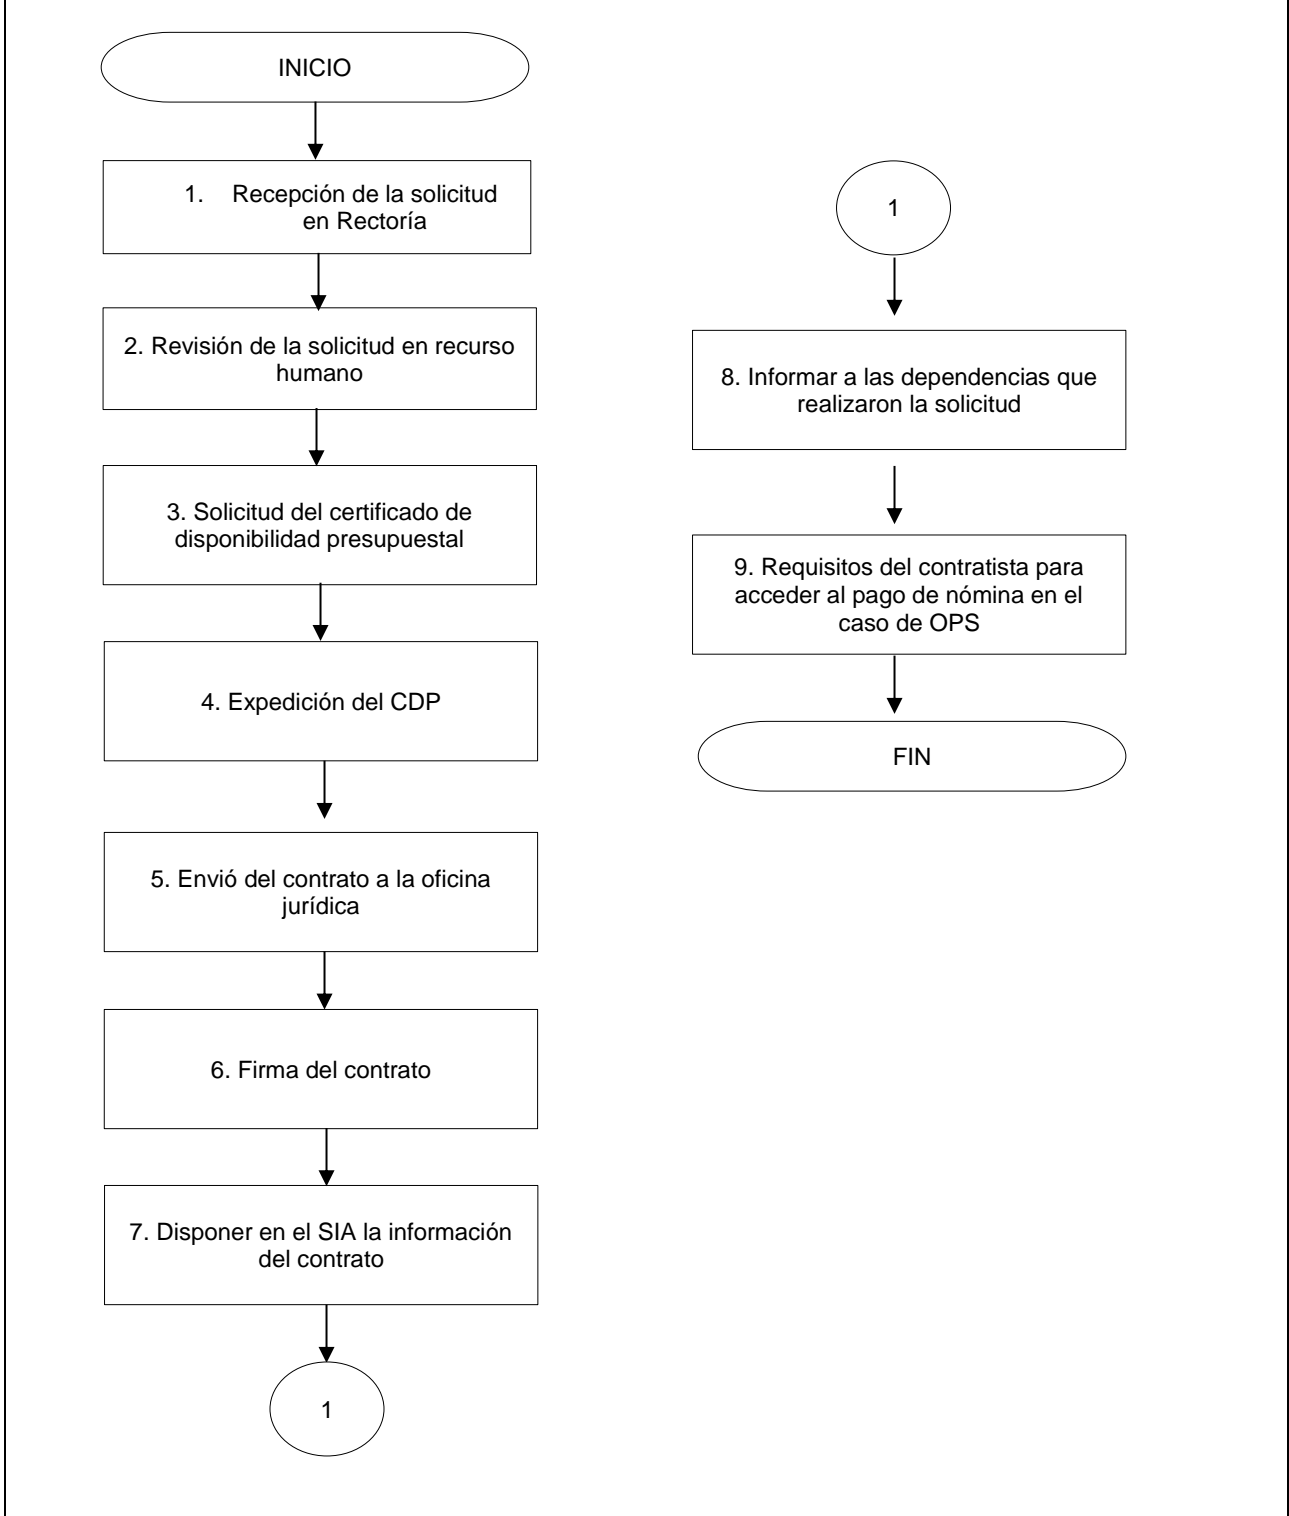 INICIO
1. Recepción de la solicitud
en Rectoría
2. Revisión de la solicitud en recurso
humano
3. Solicitud del certificado de
disponibilidad presupuestal
4. Expedición del CDP
5. Envió del contrato a la oficina
jurídica
6. Firma del contrato
7. Disponer en el SIA la información
del contrato
1
1
8. Informar a las dependencias que
realizaron la solicitud
9. Requisitos del contratista para
acceder al pago de nómina en el
caso de OPS
FIN